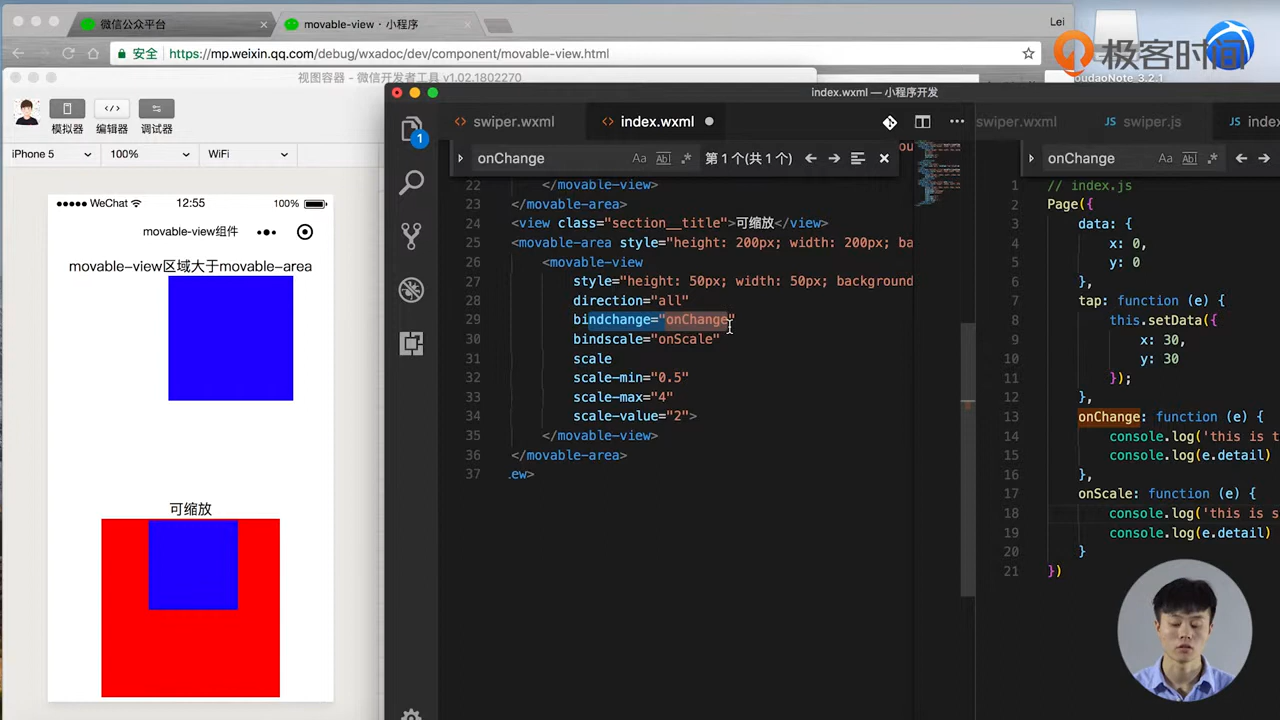 微信公众平台
movable-view · 小程序
Lei
安全 https://mp.weixin.qq.com/debug/wxadoc/dev/component/movable-view.html
极客时间
视图容器 - 微信开发者工具 v1.02.1802270
oudaoNote_3.2.1
index.wxml — 小程序开发
模拟器
编辑器
调试器
iPhone 5
100%
WiFi
WeChat
12:55
100%
movable-view组件
movable-view区域大于movable-area
可缩放
1
swiper.wxml
index.wxml
onChange
Aa
Abl
.*
第 1 个(共 1 个)
22 </movable-view>
23 </movable-area>
24 <view class="section__title">可缩放</view>
25 <movable-area style="height: 200px; width: 200px; ba
26 <movable-view
27 style="height: 50px; width: 50px; background
28 direction="all"
29 bindchange="onChange"
30 bindscale="onScale"
31 scale
32 scale-min="0.5"
33 scale-max="4"
34 scale-value="2">
35 </movable-view>
36 </movable-area>
37 .ew>
swiper.wxml
swiper.js
index
onChange
Aa
Abl
.*
1 // index.js
2 Page({
3 data: {
4 x: 0,
5 y: 0
6 },
7 tap: function (e) {
8 this.setData({
9 x: 30,
10 y: 30
11 });
12 },
13 onChange: function (e) {
14 console.log('this is t
15 console.log(e.detail)
16 },
17 onScale: function (e) {
18 console.log('this is s
19 console.log(e.detail)
20 }
21 })